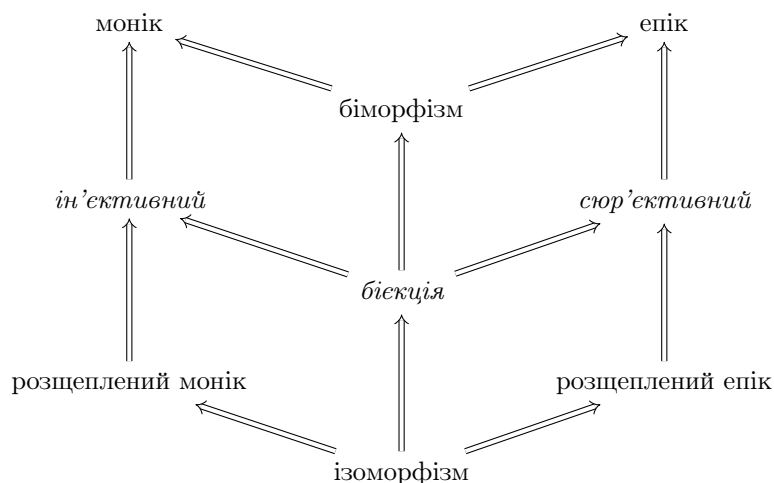 монік
епік
біморфізм
ін'єктивний
сюр'єктивний
бієкція
розщеплений монік
розщеплений епік
ізоморфізм